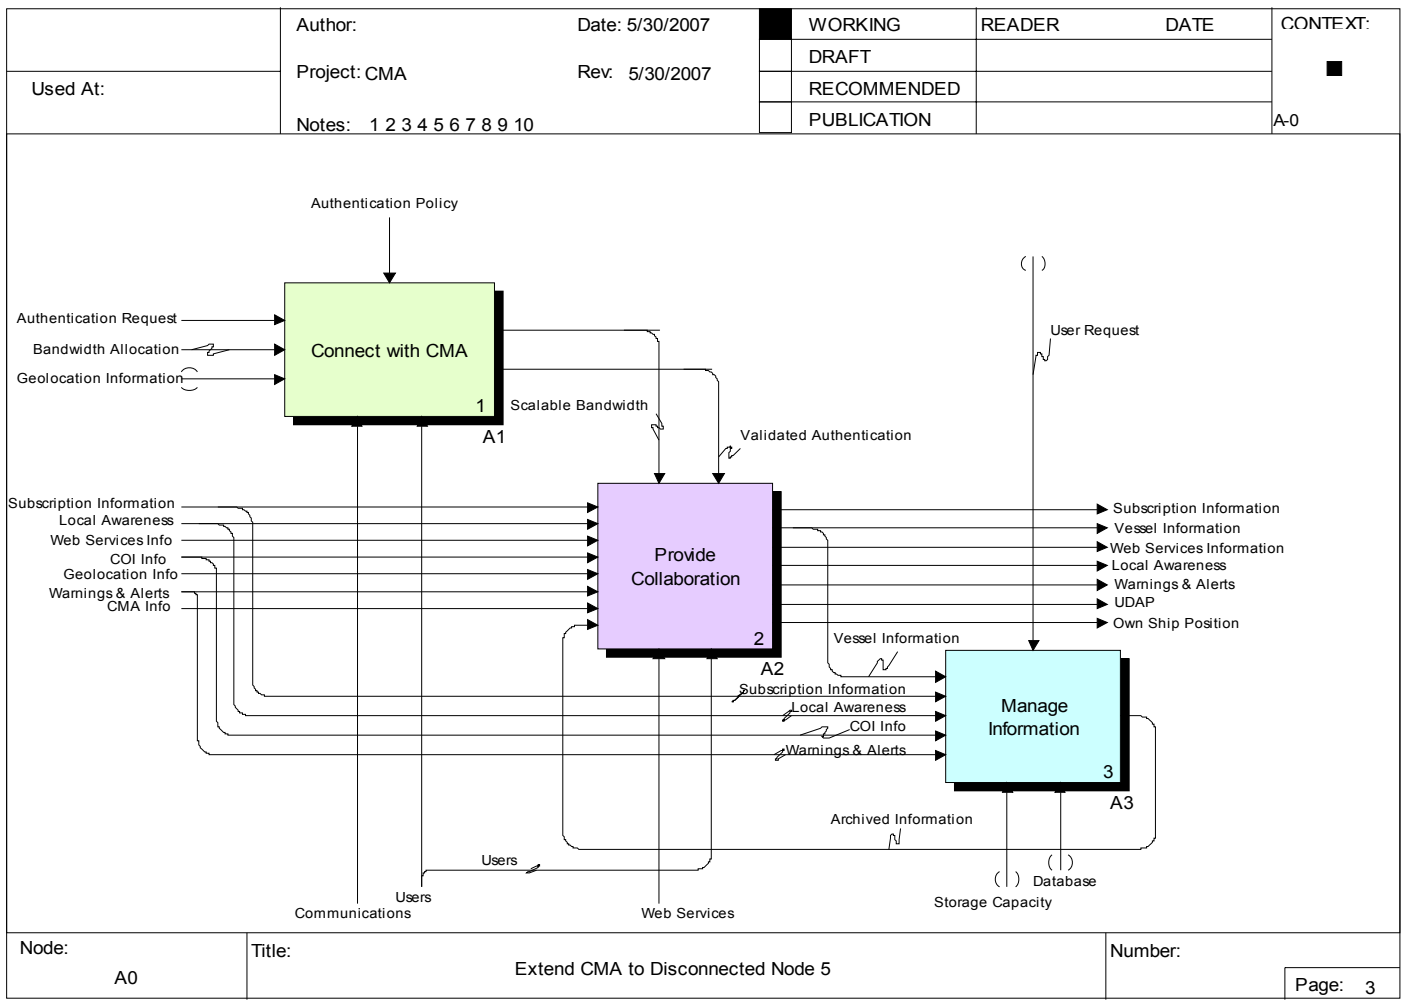 Used At:
Author:
Date: 5/30/2007
Project: CMA
Rev: 5/30/2007
Notes: 1 2 3 4 5 6 7 8 9 10
WORKING
DRAFT
RECOMMENDED
PUBLICATION
READER
DATE
CONTEXT:
A-0
Authentication Policy
Authentication Request
Bandwidth Allocation
Geolocation Information
Connect with CMA
1
A1
User Request
Scalable Bandwidth
Validated Authentication
Subscription Information
Local Awareness
Web Services Info
COI Info
Geolocation Info
Warnings & Alerts
CMA Info
Provide
Collaboration
2
A2
Subscription Information
Vessel Information
Web Services Information
Local Awareness
Warnings & Alerts
UDAP
Own Ship Position
Vessel Information
Subscription Information
Local Awareness
COI Info
Warnings & Alerts
Manage
Information
3
A3
Archived Information
Users
Users
Communications
Web Services
Database
Storage Capacity
Node:
A0
Title:
Extend CMA to Disconnected Node 5
Number:
Page: 3